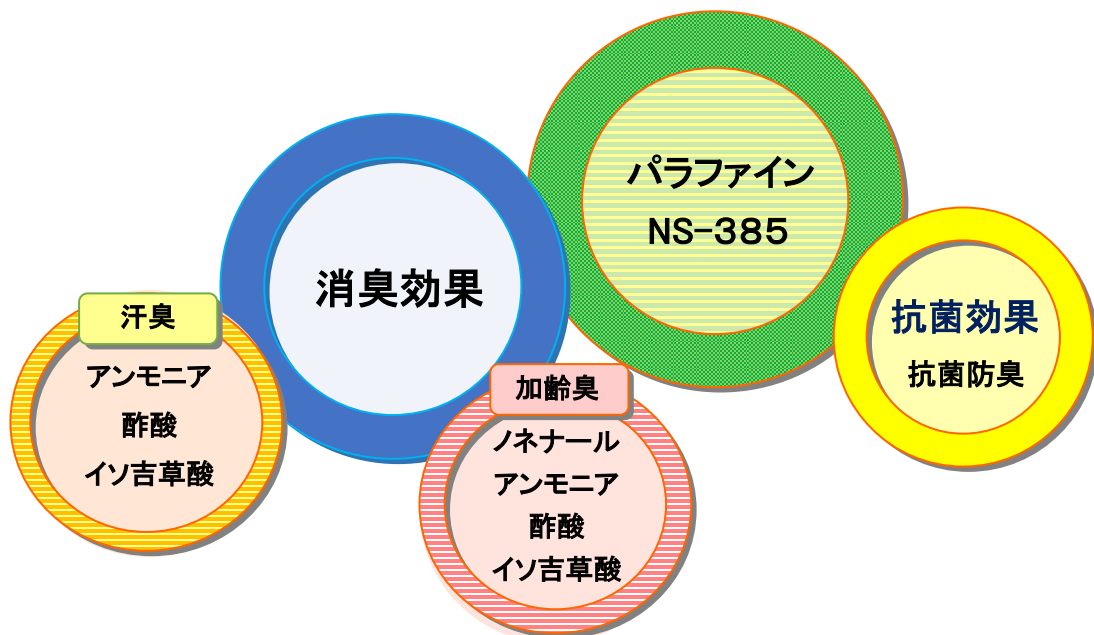 パラファイン
NS-385
消臭効果
抗菌効果
抗菌防臭
汗臭
アンモニア
酢酸
イソ吉草酸
加齢臭
ノネナール
アンモニア
酢酸
イソ吉草酸